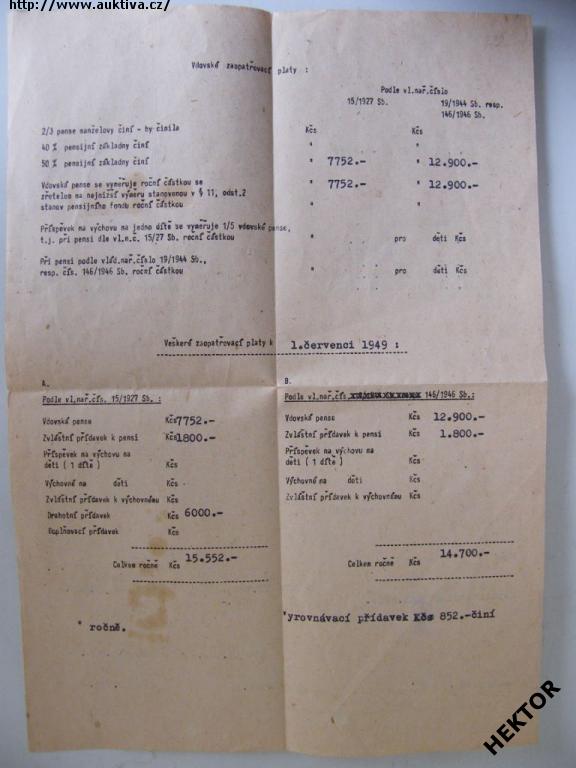 http://www.auktiva.cz/
Vdovské zaopatřovací platy :
Podle vl.nař.číslo
15/1927 Sb. 19/1944 Sb. resp.
146/1946 Sb.
2/3 pense manželovy činí - by činila Kčs Kčs
40 % pensijní základny činí " "
50 % pensijní základny činí " 7752.- " 12.900.-
Vdovská pense se vyměřuje roční částkou se " 7752.- " 12.900.-
zřetelem na nejnižší výměru stanovenou v § 11, odst.2
stanov pensijního fondu roční částkou " "
Příspěvek na výchovu na jedno dítě se vyměřuje 1/5 vdovské pense,
t.j. při pensi dle vl.n.č. 15/27 Sb. roční částkou " pro děti Kčs
Při pensi podle vlád.nař.číslo 19/1944 Sb.,
resp. čís. 146/1946 Sb. roční částkou " pro děti Kčs
Veškeré zaopatřovací platy k 1.červenci 1949 :
A.
Podle vl.nař.čís. 15/1927 Sb. :
Vdovská pense Kčs 7752.-
Zvláštní přídavek k pensi Kčs 1800.-
Příspěvek na výchovu na
děti ( 1 dítě ) Kčs
Výchovné na děti Kčs
Zvláštní přídavek k výchovnému Kčs
Drahotní přídavek Kčs 6000.-
Doplňovací přídavek Kčs
Celkem ročně Kčs 15.552.-
ročně.
B.
Podle vl.nař.čís. 146/1946 Sb.:
Vdovská pense Kčs 12.900.-
Zvláštní přídavek k pensi Kčs 1.800.-
Příspěvek na výchovu na
děti ( 1 dítě ) Kčs
Výchovné na děti Kčs
Zvláštní přídavek k výchovnému Kčs
Celkem ročně Kčs 14.700.-
"yrovnávací přídavek Kčs 852.-činí
HEKTOR